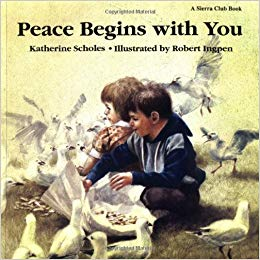 A Sierra Club Book
Peace Begins with You
Katherine Scholes • Illustrated by Robert Ingpen